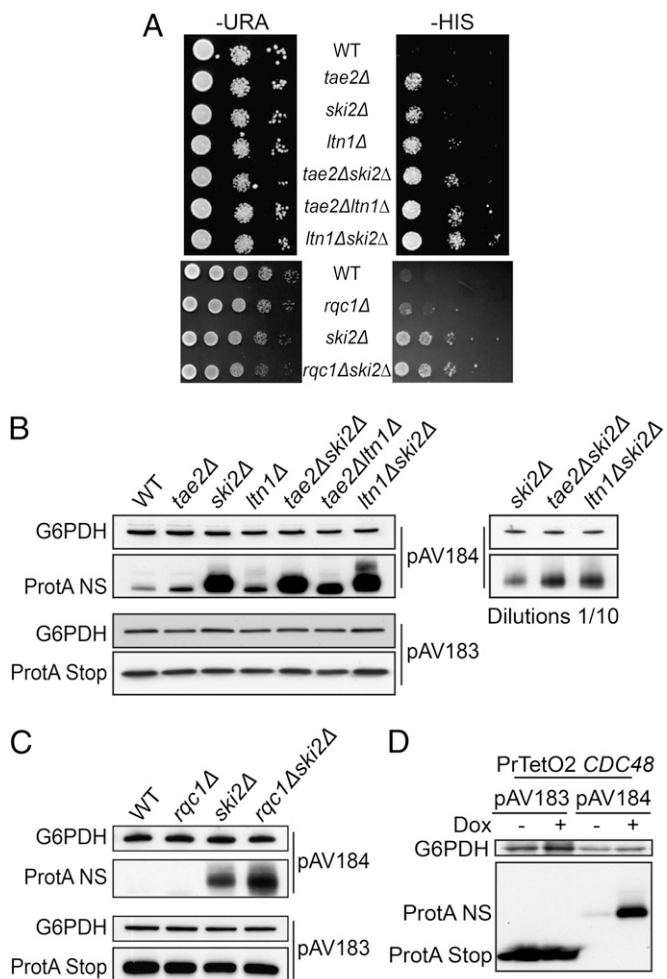 A
-URA -HIS
WT
tae2Δ
ski2Δ
ltn1Δ
tae2Δski2Δ
tae2Δltn1Δ
ltn1Δski2Δ
WT
rqc1Δ
ski2Δ
rqc1Δski2Δ
B
WT tae2Δ ski2Δ ltn1Δ tae2Δski2Δ tae2Δltn1Δ ltn1Δski2Δ
G6PDH
ProtA NS
pAV184
G6PDH
ProtA Stop
pAV183
ski2Δ tae2Δski2Δ ltn1Δski2Δ
Dilutions 1/10
C
WT rqc1Δ ski2Δ rqc1Δski2Δ
G6PDH
ProtA NS
pAV184
G6PDH
ProtA Stop
pAV183
D
PrTetO2 CDC48
pAV183 pAV184
Dox - + - +
G6PDH
ProtA NS
ProtA Stop